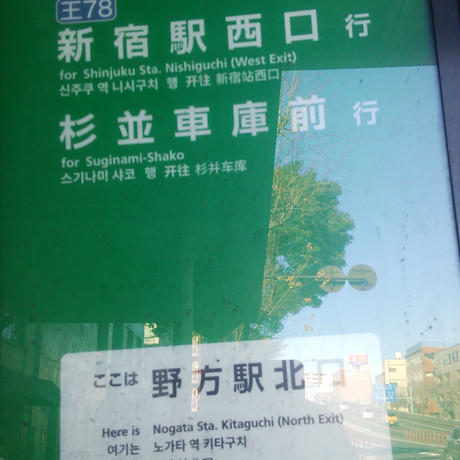 王78
新宿駅西口 行
for Shinjuku Sta. Nishiguchi (West Exit)
신주쿠 역 니시구치 행 开往 新宿站西口
杉並車庫前 行
for Suginami-Shako
스기나미 샤코 행 开往 杉并车库
ここは 野方駅北口
Here is Nogata Sta. Kitaguchi (North Exit)
여기는 노가타 역 키타구치